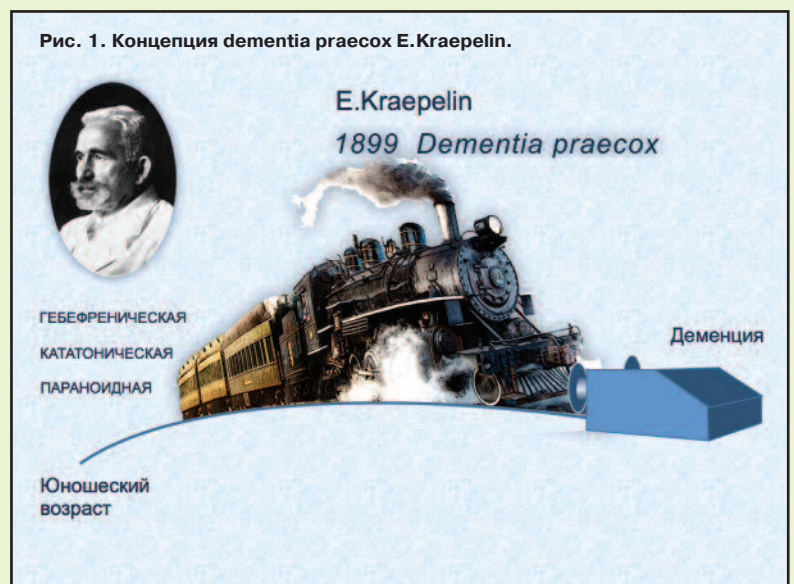 Рис. 1. Концепция dementia praecox E.Kraepelin.
E.Kraepelin
1899 Dementia praecox
ГЕБЕФРЕНИЧЕСКАЯ
КАТАТОНИЧЕСКАЯ
ПАРАНОИДНАЯ
Деменция
Юношеский
возраст